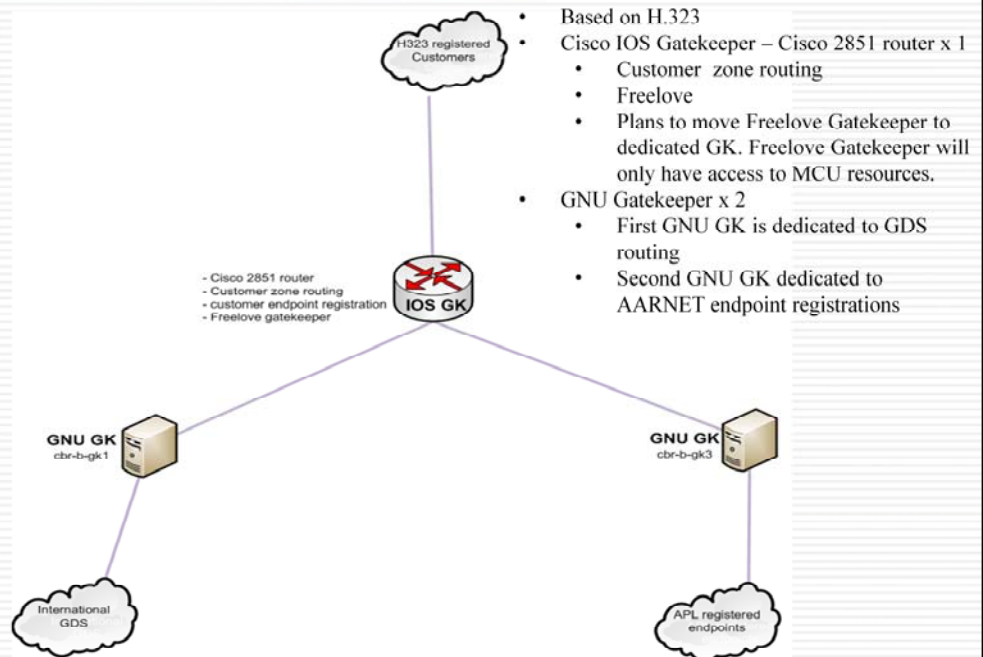 • Based on H.323
• Cisco IOS Gatekeeper – Cisco 2851 router x 1
• Customer zone routing
• Freelove
• Plans to move Freelove Gatekeeper to
dedicated GK. Freelove Gatekeeper will
only have access to MCU resources.
• GNU Gatekeeper x 2
• First GNU GK is dedicated to GDS
routing
• Second GNU GK dedicated to
AARNET endpoint registrations
H323 registered
Customers
- Cisco 2851 router
- Customer zone routing
- customer endpoint registration
- Freelove gatekeeper
IOS GK
GNU GK
cbr-b-gk1
GNU GK
cbr-b-gk3
International
GDS
APL registered
endpoints